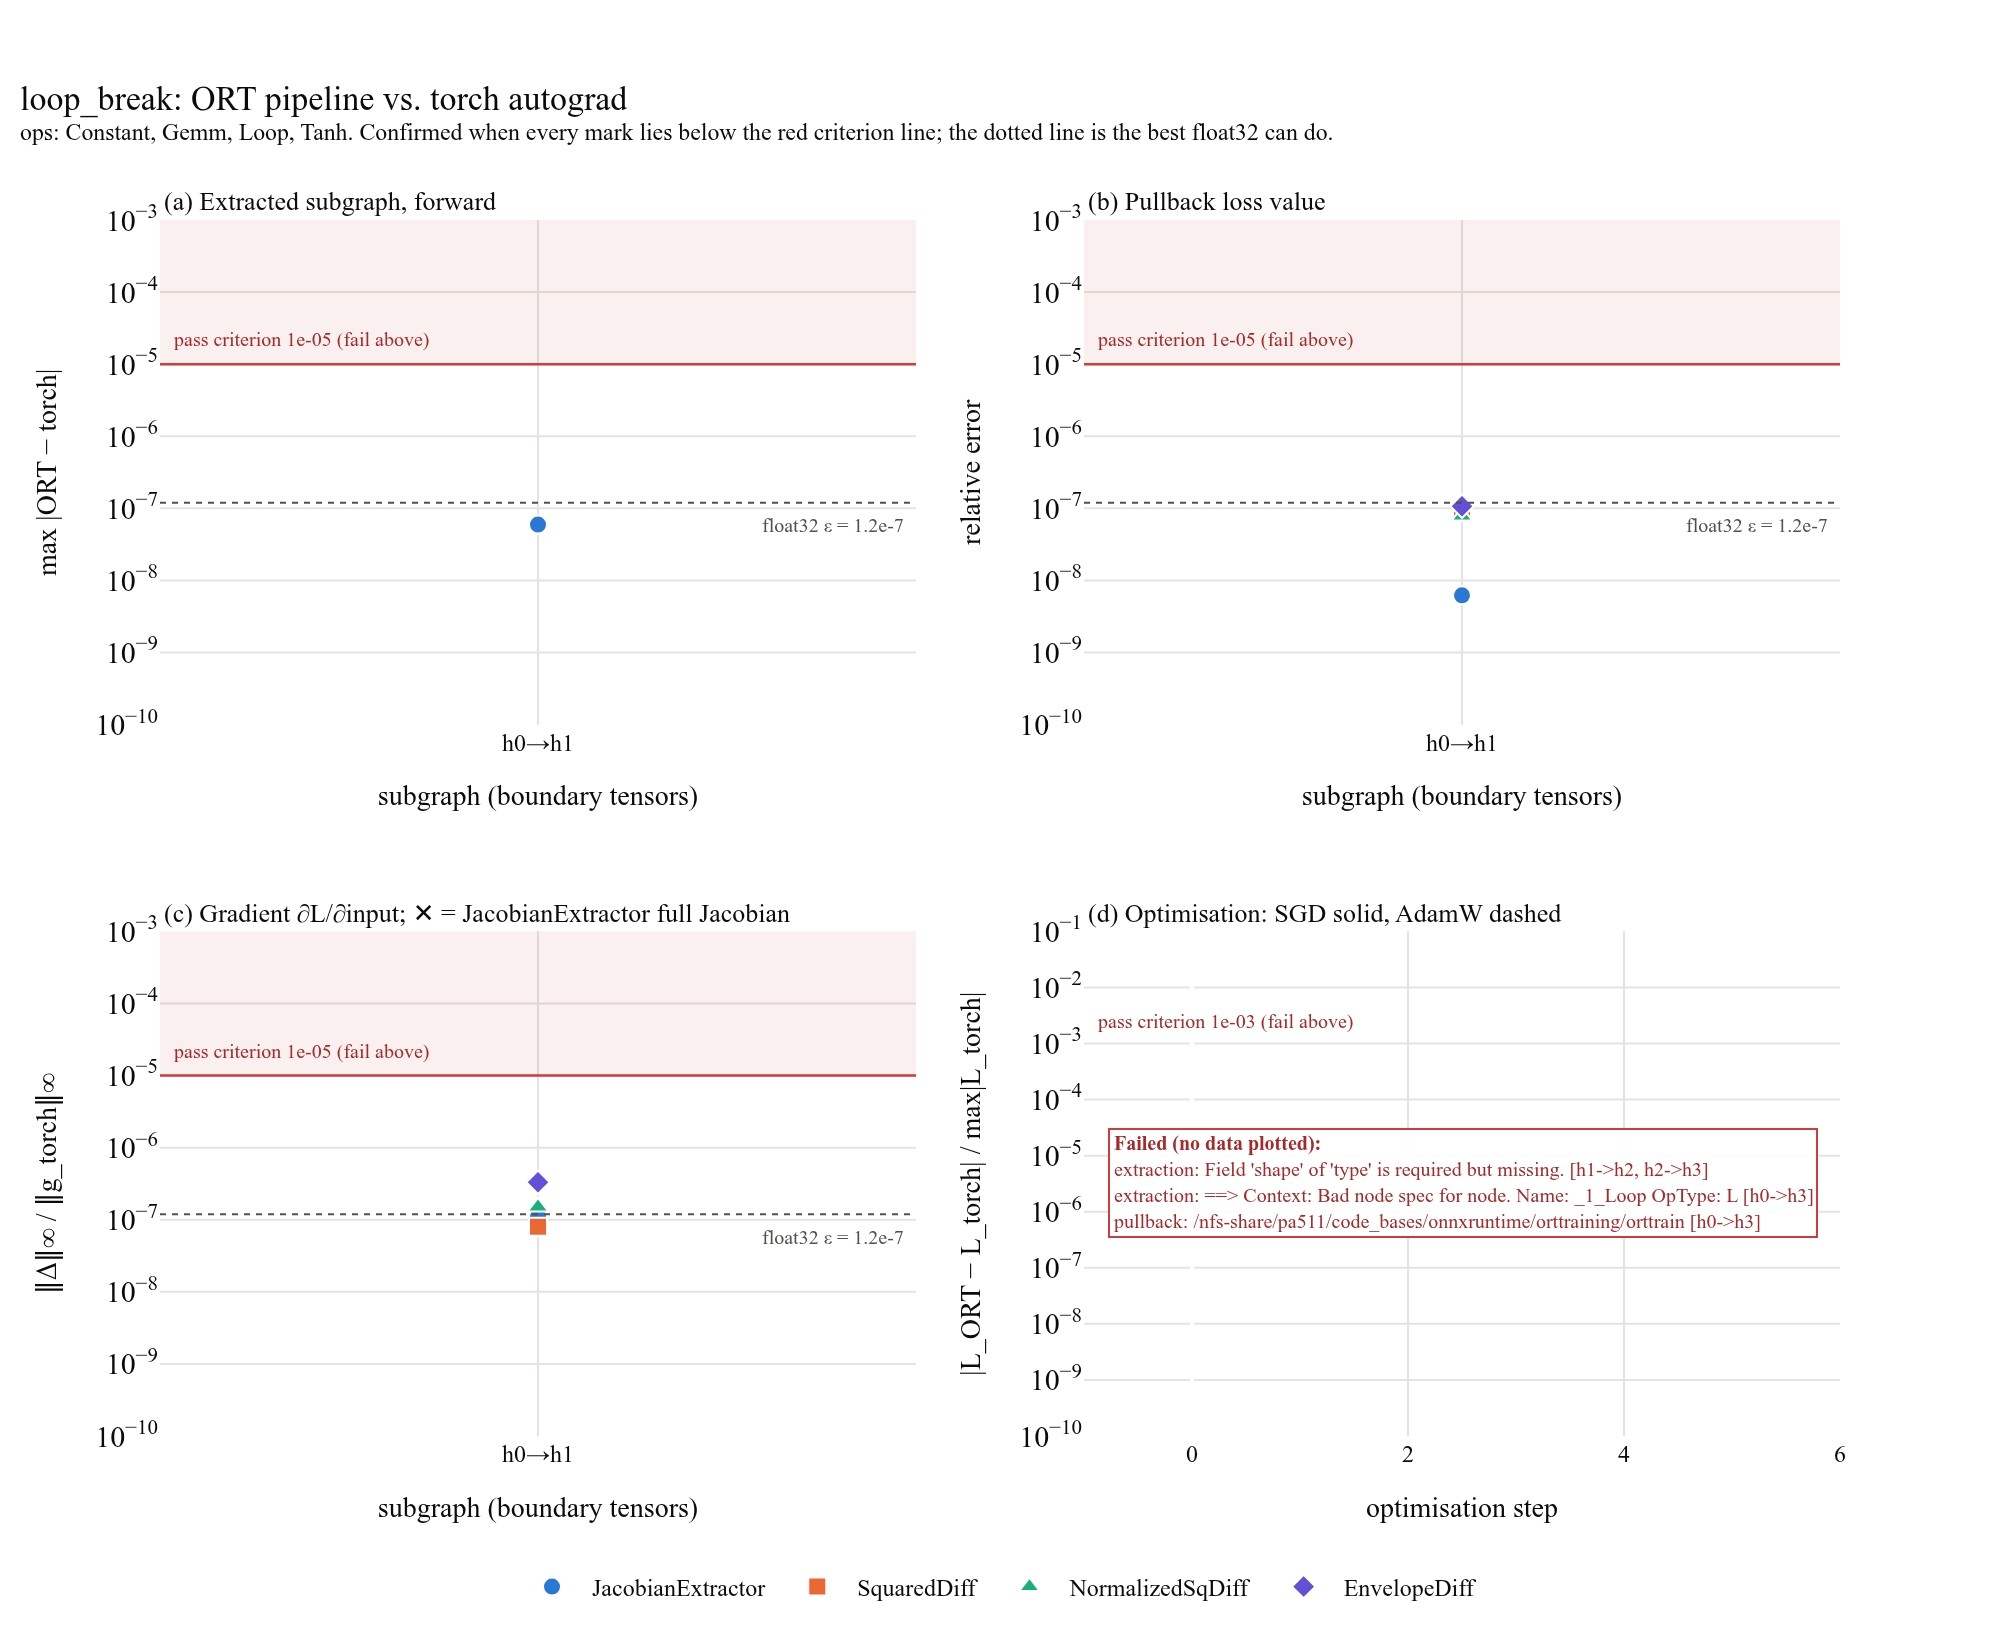 loop_break: ORT pipeline vs. torch autograd
ops: Constant, Gemm, Loop, Tanh. Confirmed when every mark lies below the red criterion line; the dotted line is the best float32 can do.
(a) Extracted subgraph, forward
10−3
10−4
pass criterion 1e-05 (fail above)
10−5
10−6
10−7
float32 ε = 1.2e-7
10−8
10−9
10−10
max |ORT − torch|
h0→h1
subgraph (boundary tensors)
(b) Pullback loss value
10−3
10−4
pass criterion 1e-05 (fail above)
10−5
10−6
10−7
float32 ε = 1.2e-7
10−8
10−9
10−10
relative error
h0→h1
subgraph (boundary tensors)
(c) Gradient ∂L/∂input; ✕ = JacobianExtractor full Jacobian
10−3
10−4
pass criterion 1e-05 (fail above)
10−5
10−6
10−7
float32 ε = 1.2e-7
10−8
10−9
10−10
‖Δ‖∞ / ‖g_torch‖∞
h0→h1
subgraph (boundary tensors)
(d) Optimisation: SGD solid, AdamW dashed
10−1
10−2
pass criterion 1e-03 (fail above)
10−3
10−4
10−5
10−6
10−7
10−8
10−9
10−10
|L_ORT − L_torch| / max|L_torch|
Failed (no data plotted):
extraction: Field 'shape' of 'type' is required but missing. [h1->h2, h2->h3]
extraction: ==> Context: Bad node spec for node. Name: _1_Loop OpType: L [h0->h3]
pullback: /nfs-share/pa511/code_bases/onnxruntime/orttraining/orttrain [h0->h3]
0 2 4 6
optimisation step
JacobianExtractor SquaredDiff NormalizedSqDiff EnvelopeDiff